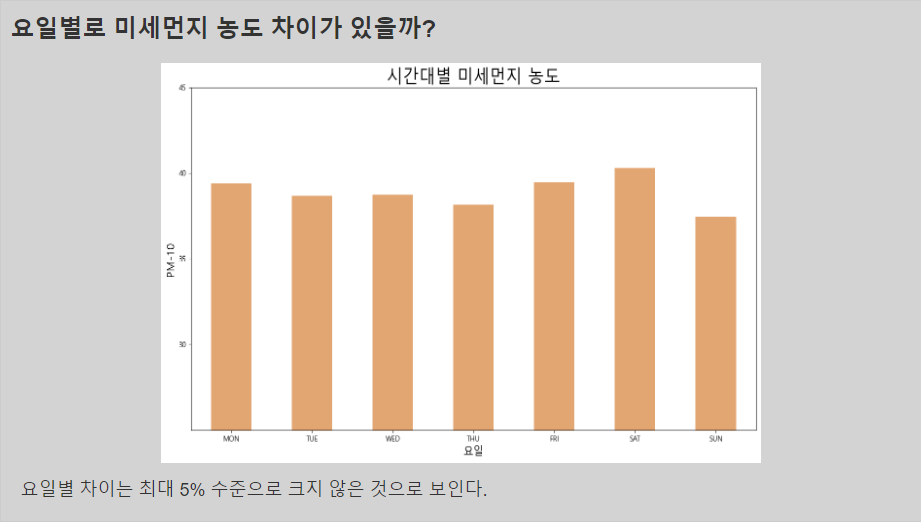 요일별로 미세먼지 농도 차이가 있을까?
시간대별 미세먼지 농도
45
40
35
30
PM-10
MON TUE WED THU FRI SAT SUN
요일
요일별 차이는 최대 5% 수준으로 크지 않은 것으로 보인다.